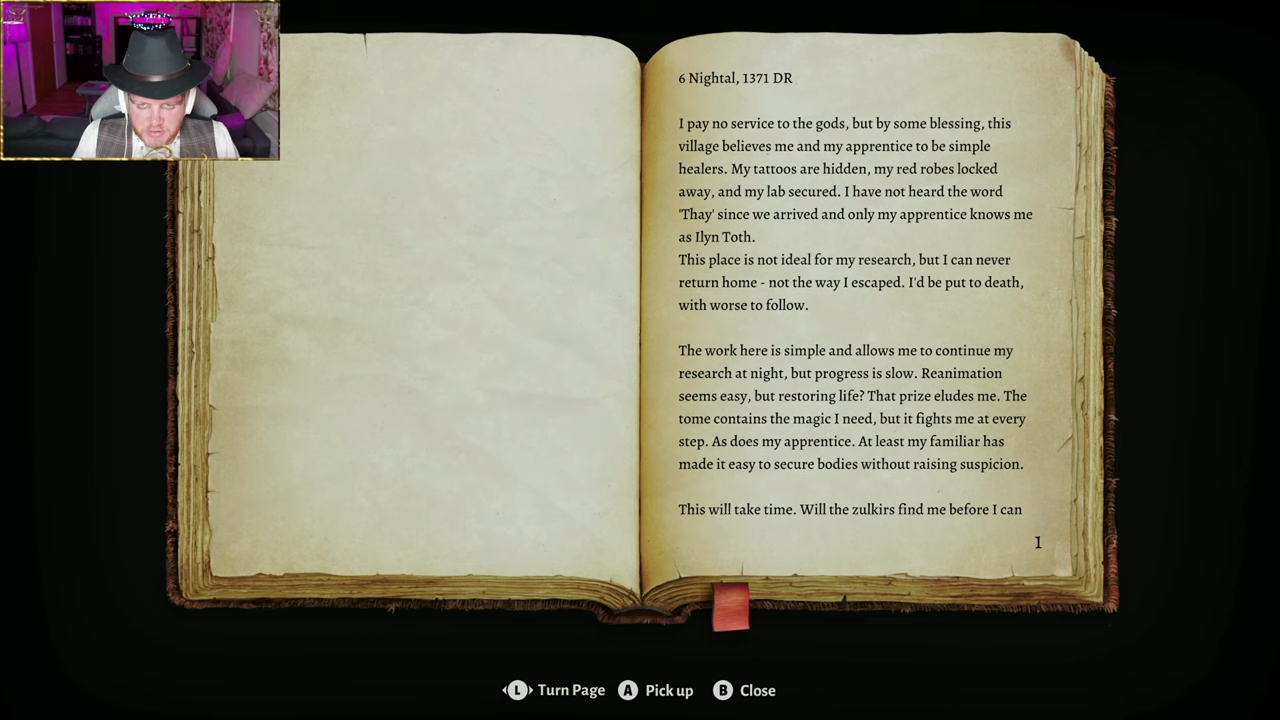 6 Nightal, 1371 DR
I pay no service to the gods, but by some blessing, this
village believes me and my apprentice to be simple
healers. My tattoos are hidden, my red robes locked
away, and my lab secured. I have not heard the word
'Thay' since we arrived and only my apprentice knows me
as Ilyn Toth.
This place is not ideal for my research, but I can never
return home - not the way I escaped. I'd be put to death,
with worse to follow.
The work here is simple and allows me to continue my
research at night, but progress is slow. Reanimation
seems easy, but restoring life? That prize eludes me. The
tome contains the magic I need, but it fights me at every
step. As does my apprentice. At least my familiar has
made it easy to secure bodies without raising suspicion.
This will take time. Will the zulkirs find me before I can
1
L Turn Page A Pick up B Close